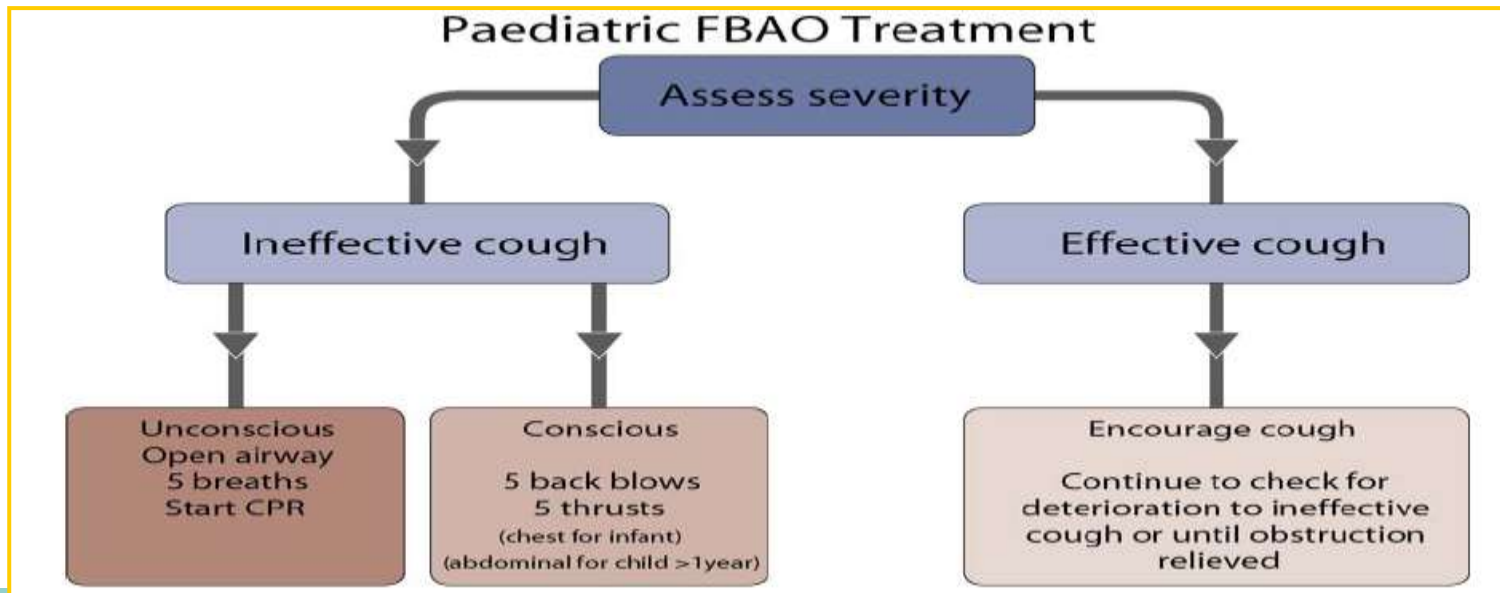 Paediatric FBAO Treatment
Assess severity
Ineffective cough
Effective cough
Unconscious
Open airway
5 breaths
Start CPR
Conscious
5 back blows
5 thrusts
(chest for infant)
(abdominal for child >1year)
Encourage cough
Continue to check for
deterioration to ineffective
cough or until obstruction
relieved